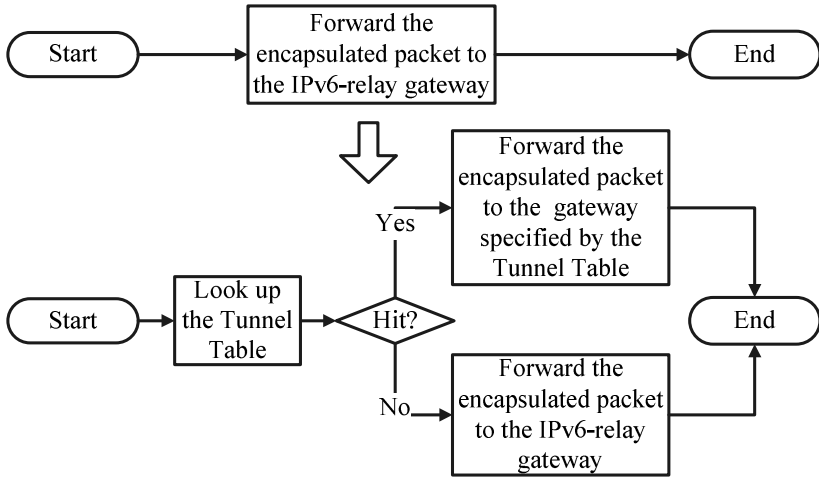 Start
Forward the
encapsulated packet to
the IPv6-relay gateway
End
Forward the
encapsulated packet
to the gateway
specified by the
Tunnel Table
Yes
Start
Look up
the Tunnel
Table
Hit?
End
No
Forward the
encapsulated packet
to the IPv6-relay
gateway